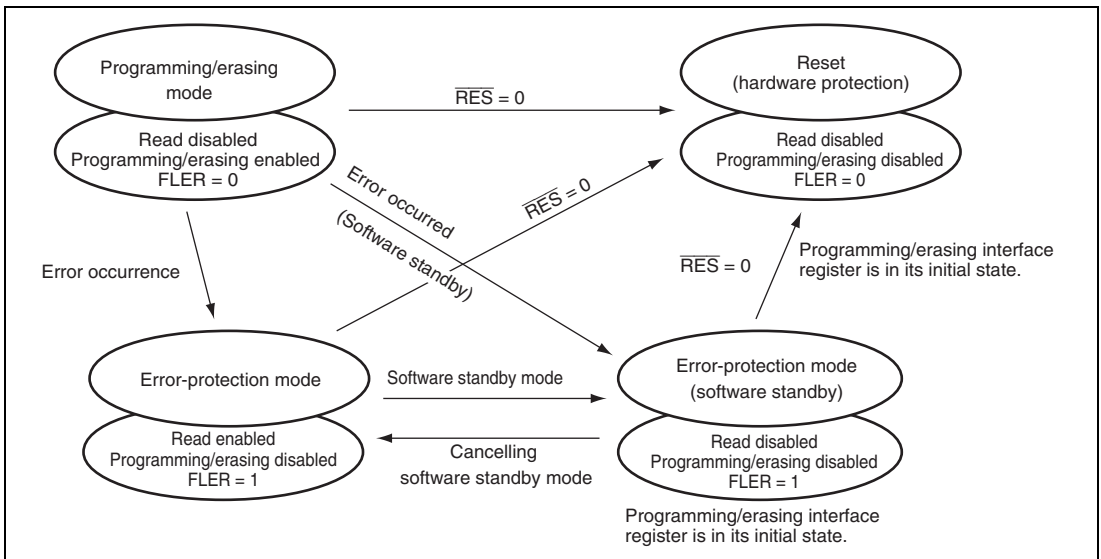 Programming/erasing
mode
Read disabled
Programming/erasing enabled
FLER = 0
R̅E̅S̅ = 0
Reset
(hardware protection)
Read disabled
Programming/erasing disabled
FLER = 0
Error occurred
(Software standby)
R̅E̅S̅ = 0
Error occurrence
R̅E̅S̅ = 0
Programming/erasing interface
register is in its initial state.
Error-protection mode
Read enabled
Programming/erasing disabled
FLER = 1
Software standby mode
Cancelling
software standby mode
Error-protection mode
(software standby)
Read disabled
Programming/erasing disabled
FLER = 1
Programming/erasing interface
register is in its initial state.